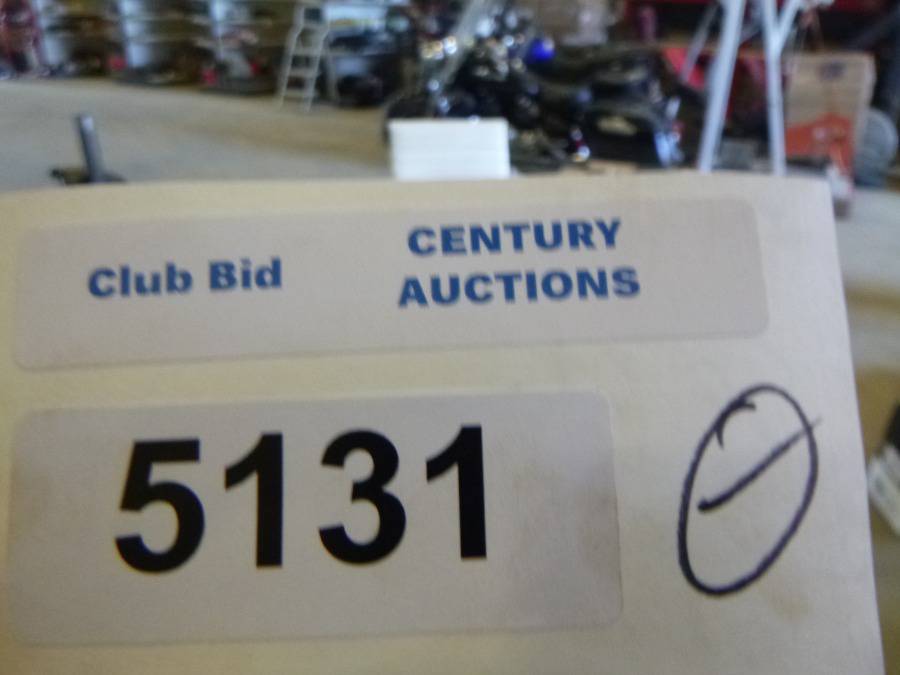 Club Bid
CENTURY
AUCTIONS
5131